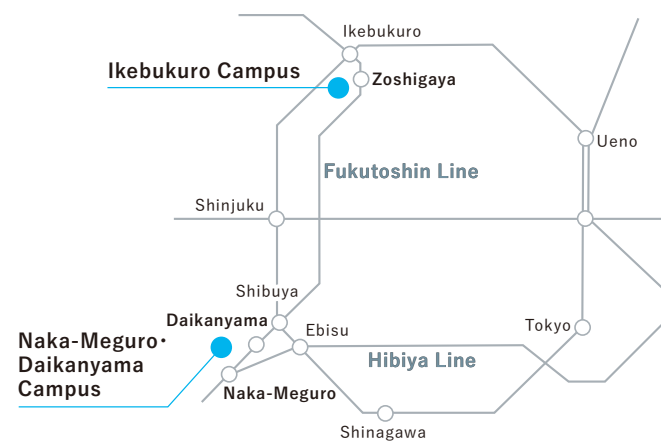 Ikebukuro
Ikebukuro Campus
Zoshigaya
Ueno
Fukutoshin Line
Shinjuku
Shibuya
Daikanyama
Ebisu
Tokyo
Naka-Meguro・
Daikanyama
Campus
Hibiya Line
Naka-Meguro
Shinagawa